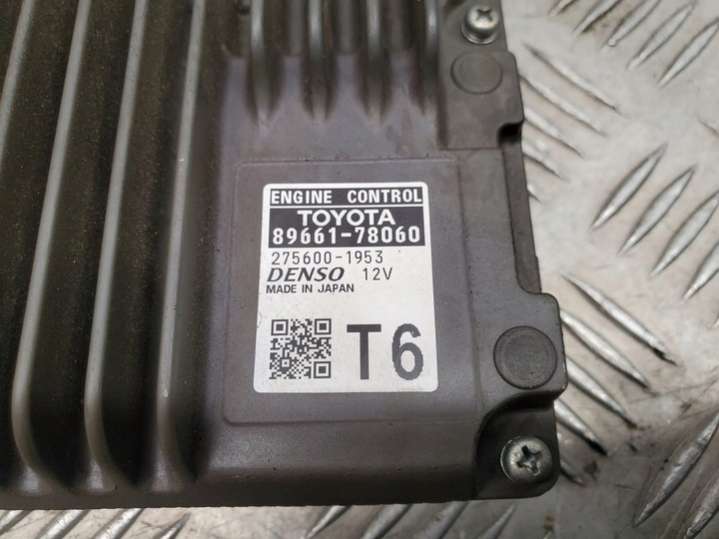 ENGINE CONTROL
TOYOTA
89661-78060
275600-1953
DENSO 12V
MADE IN JAPAN
T6